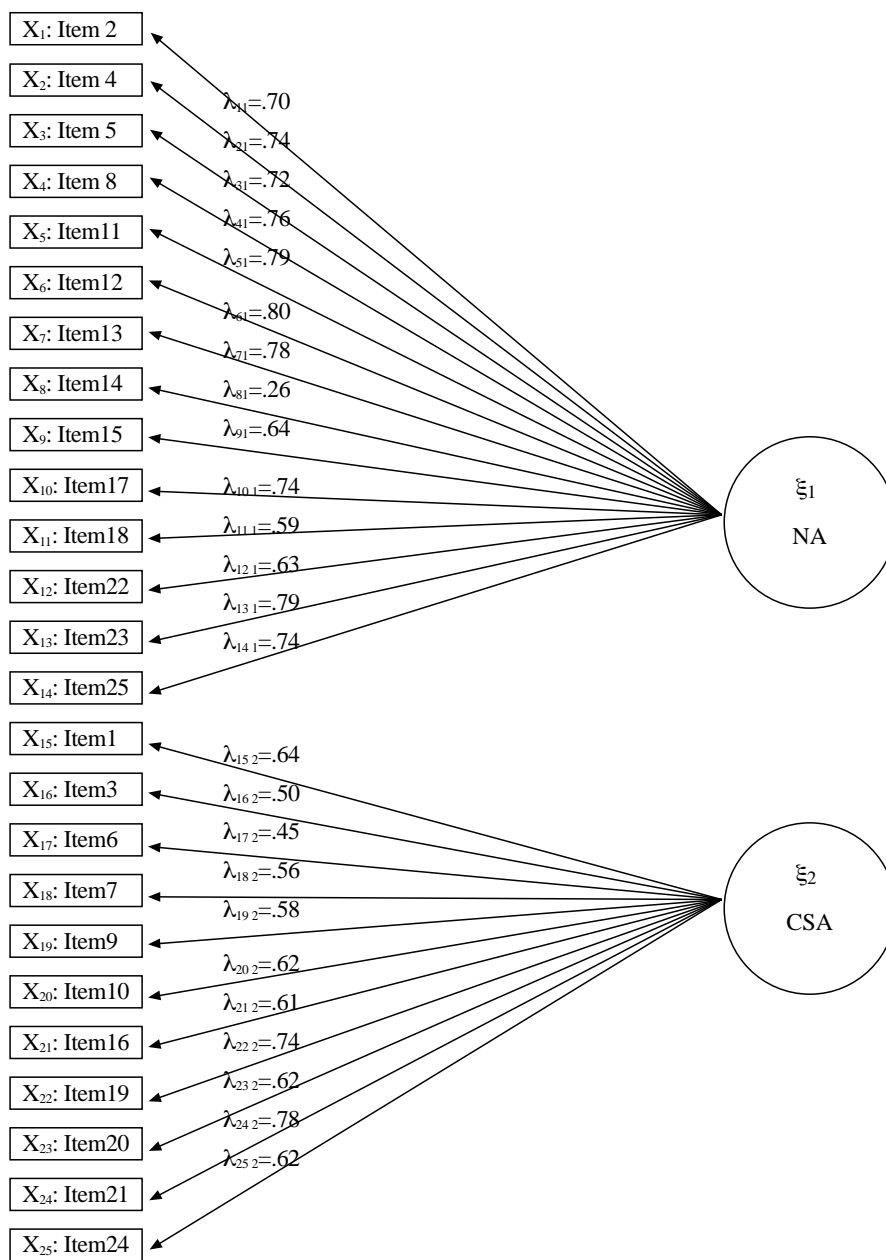 X₁: Item 2
X₂: Item 4
λ₁₁=.70
X₃: Item 5
λ₂₁=.74
X₄: Item 8
λ₃₁=.72
λ₄₁=.76
X₅: Item11
λ₅₁=.79
X₆: Item12
λ₆₁=.80
X₇: Item13
λ₇₁=.78
X₈: Item14
λ₈₁=.26
X₉: Item15
λ₉₁=.64
X₁₀: Item17
λ₁₀ ₁=.74
ξ₁
X₁₁: Item18
λ₁₁ ₁=.59
NA
X₁₂: Item22
λ₁₂ ₁=.63
λ₁₃ ₁=.79
X₁₃: Item23
λ₁₄ ₁=.74
X₁₄: Item25
X₁₅: Item1
λ₁₅ ₂=.64
X₁₆: Item3
λ₁₆ ₂=.50
λ₁₇ ₂=.45
X₁₇: Item6
λ₁₈ ₂=.56
ξ₂
X₁₈: Item7
λ₁₉ ₂=.58
CSA
X₁₉: Item9
λ₂₀ ₂=.62
X₂₀: Item10
λ₂₁ ₂=.61
X₂₁: Item16
λ₂₂ ₂=.74
λ₂₃ ₂=.62
X₂₂: Item19
λ₂₄ ₂=.78
X₂₃: Item20
λ₂₅ ₂=.62
X₂₄: Item21
X₂₅: Item24